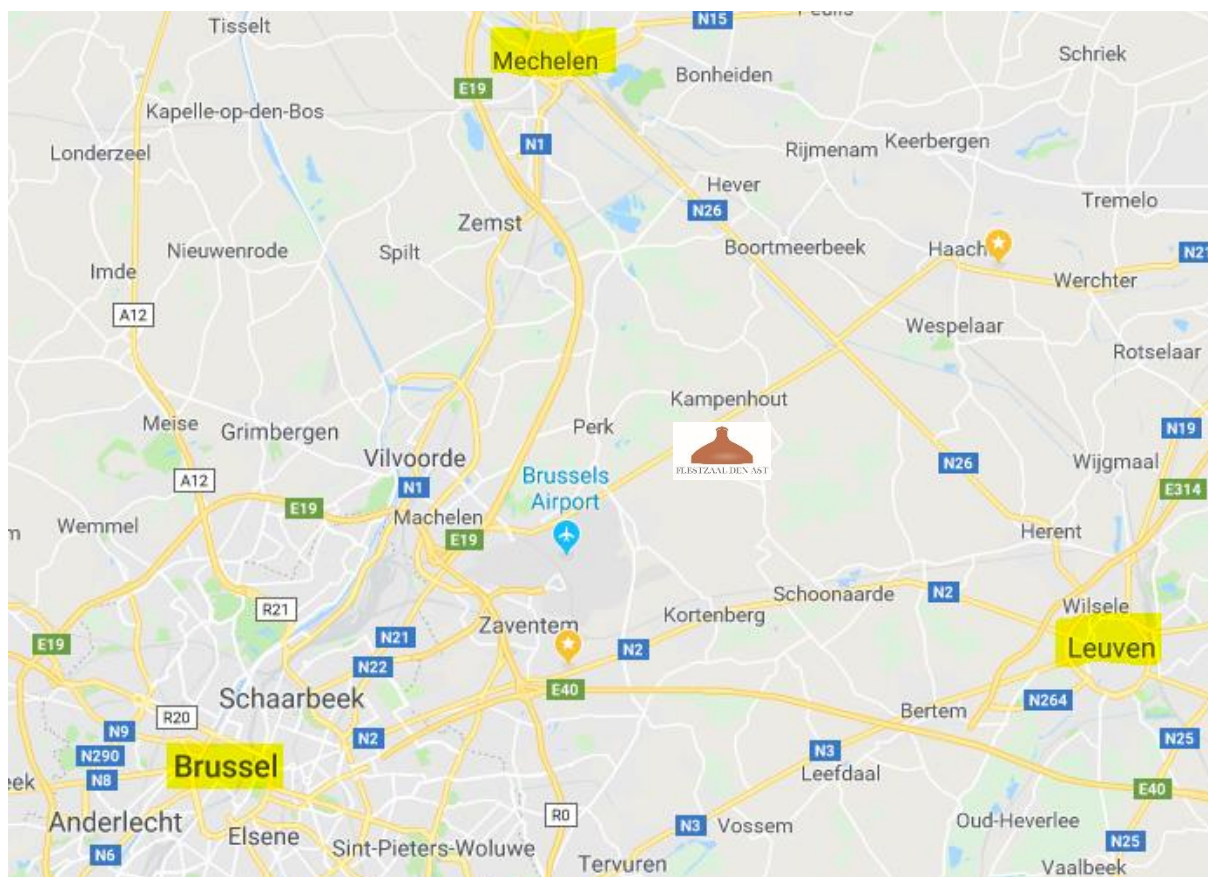 Tisselt
N15
Mechelen
Schriek
Bonheiden
E19
Kapelle-op-den-Bos
N1
Keerbergen
Rijmenam
Londerzeel
Hever
Tremelo
N26
Zemst
Nieuwenrode
Spilt
Boortmeerbeek
Haach
N21
Imde
Werchter
A12
Wespelaar
Rotselaar
Kampenhout
Meise
Grimbergen
Perk
N19
FLESTZAAL DEN AST
Vilvoorde
N26
Wijgmaal
A12
N1
Brussels
Airport
E314
E19
Wemmel
Machelen
E19
Herent
Schoonaarde
N2
R21
Kortenberg
Wilsele
Zaventem
N21
E19
N2
Leuven
N22
E40
Schaarbeek
N264
R20
Bertem
N9
N2
N25
N290
N3
Brussel
Leefdaal
N8
eek
E40
R0
Anderlecht
Elsene
N3
Vossem
Oud-Heverlee
Sint-Pieters-Woluwe
N25
N6
Tervuren
Vaalbeek